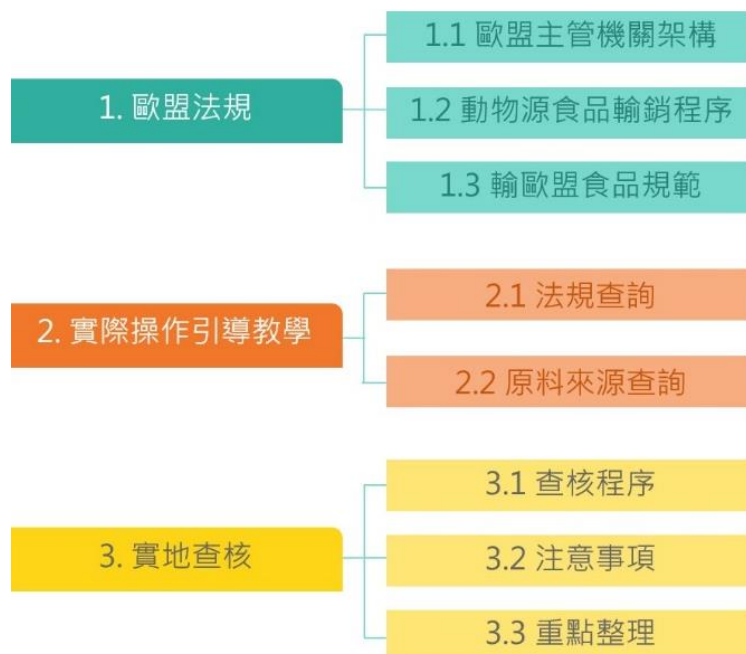 1. 歐盟法規
1.1 歐盟主管機關架構
1.2 動物源食品輸銷程序
1.3 輸歐盟食品規範
2. 實際操作引導教學
2.1 法規查詢
2.2 原料來源查詢
3. 實地查核
3.1 查核程序
3.2 注意事項
3.3 重點整理